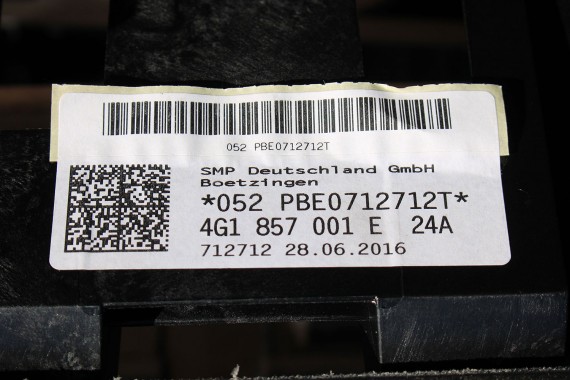 052 PBE0712712T
SMP Deutschland GmbH
Boetzingen
*052 PBE0712712T*
4G1 857 001 E 24A
712712 28.06.2016